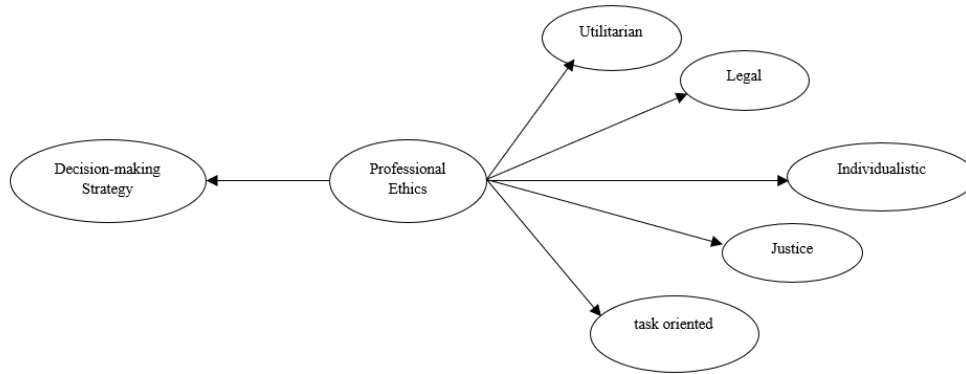 Utilitarian
Legal
Decision-making
Strategy
Professional
Ethics
Individualistic
Justice
task oriented